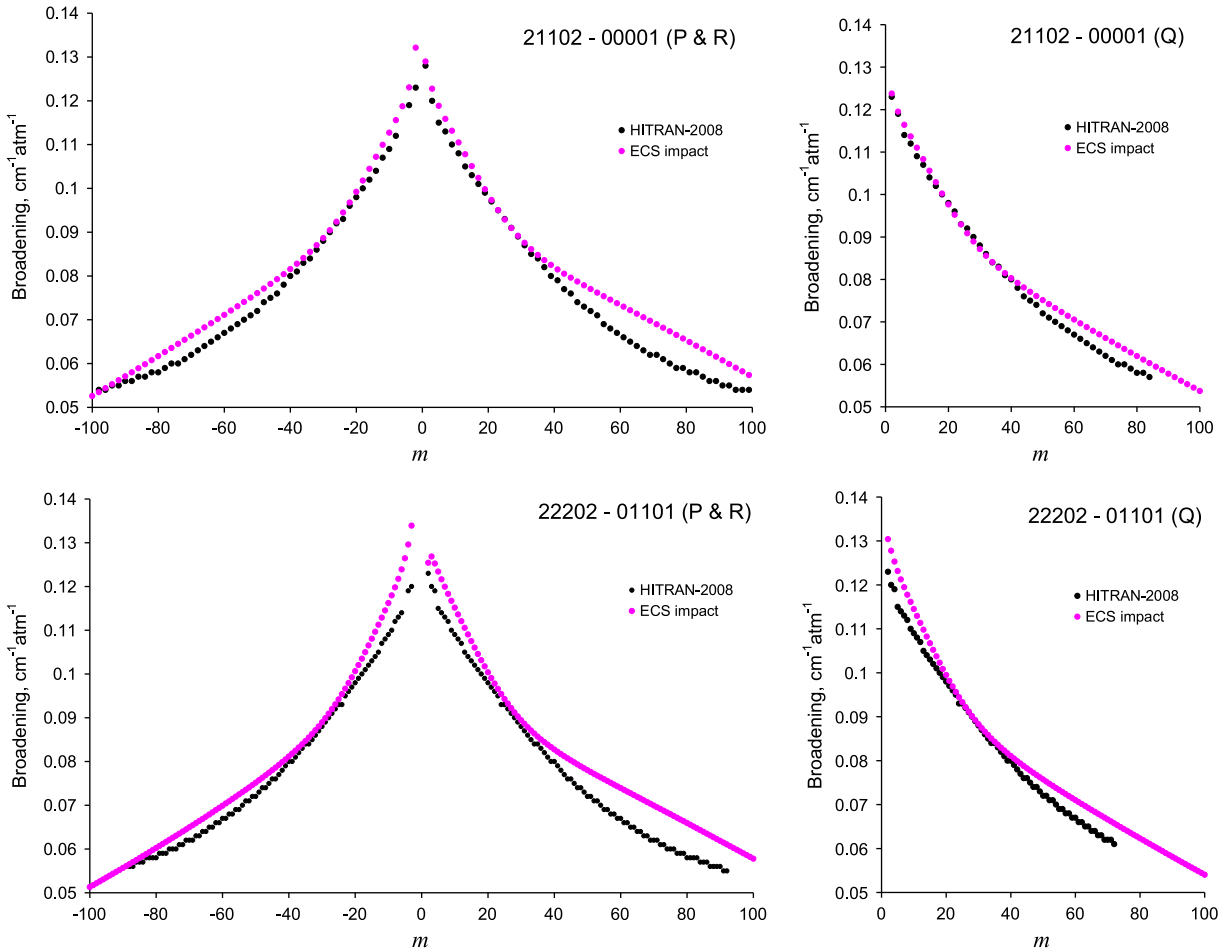 21102 - 00001 (P & R)
Broadening, cm⁻¹atm⁻¹
0.14
0.13
0.12
0.11
0.1
0.09
0.08
0.07
0.06
0.05
HITRAN-2008
ECS impact
-100 -80 -60 -40 -20 0 20 40 60 80 100
m
21102 - 00001 (Q)
Broadening, cm⁻¹atm⁻¹
0.14
0.13
0.12
0.11
0.1
0.09
0.08
0.07
0.06
0.05
HITRAN-2008
ECS impact
0 20 40 60 80 100
m
22202 - 01101 (P & R)
Broadening, cm⁻¹atm⁻¹
0.14
0.13
0.12
0.11
0.1
0.09
0.08
0.07
0.06
0.05
HITRAN-2008
ECS impact
-100 -80 -60 -40 -20 0 20 40 60 80 100
m
22202 - 01101 (Q)
Broadening, cm⁻¹atm⁻¹
0.14
0.13
0.12
0.11
0.1
0.09
0.08
0.07
0.06
0.05
HITRAN-2008
ECS impact
0 20 40 60 80 100
m